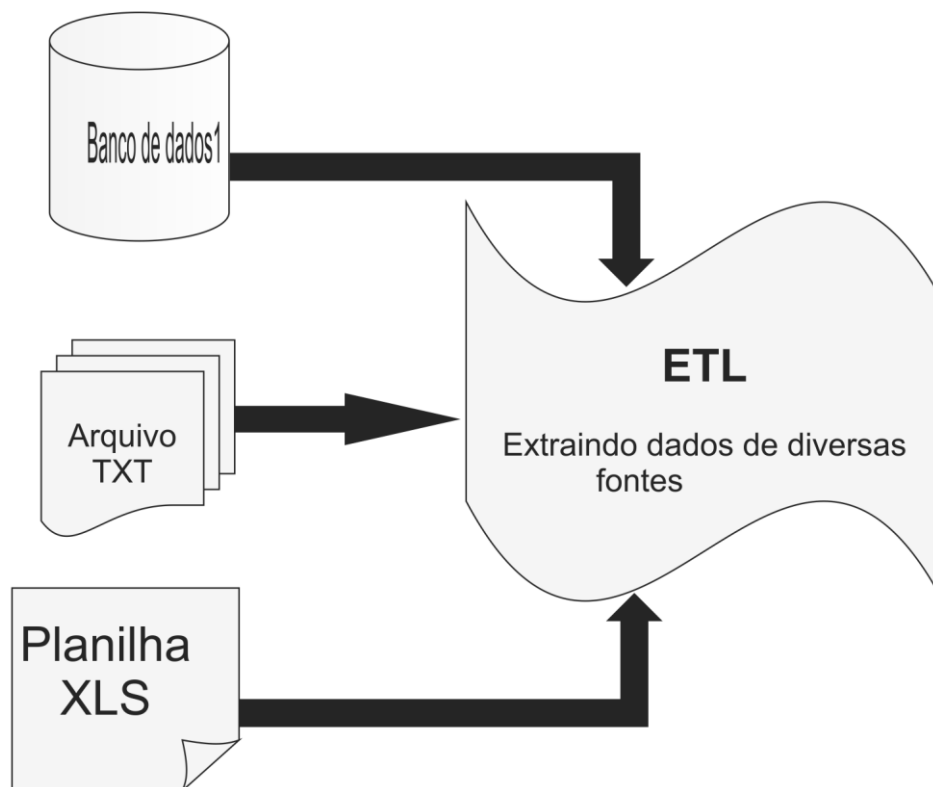 Banco de dados1
Arquivo
TXT
Planilha
XLS
ETL
Extraindo dados de diversas
fontes